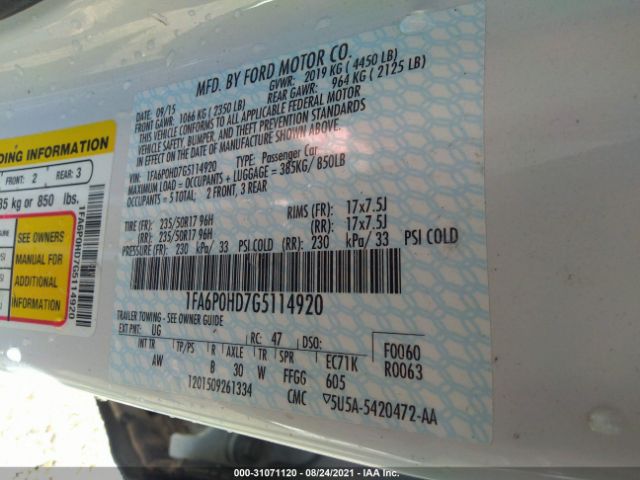 MFD. BY FORD MOTOR CO.
DATE: 09/15 GVWR: 2019 KG ( 4450 LB)
FRONT GAWR: 1066 KG ( 2350 LB) REAR GAWR: 964 KG ( 2125 LB)
THIS VEHICLE CONFORMS TO ALL APPLICABLE FEDERAL MOTOR
VEHICLE SAFETY, BUMPER, AND THEFT PREVENTION STANDARDS
IN EFFECT ON THE DATE OF MANUFACTURE SHOWN ABOVE.
VIN: 1FA6P0HD7G5114920 TYPE: Passenger Car
MAXIMUM LOAD = OCCUPANTS + LUGGAGE = 385KG/ 850LB
OCCUPANTS = 5 TOTAL: 2 FRONT, 3 REAR
TIRE (FR): 235/50R17 96H RIMS (FR): 17x7.5J
(RR): 235/50R17 96H (RR): 17x7.5J
PRESSURE (FR): 230 kPa/ 33 PSI COLD (RR): 230 kPa/ 33 PSI COLD
1FA6P0HD7G5114920
TRAILER TOWING - SEE OWNER GUIDE
EXT PNT: UG RC: 47 DSO:
INT TR TP/PS R AXLE TR SPR EC71K F0060
AW B 30 W FFGG 605 R0063
1201509261334 CMC 5U5A-5420472-AA
DING INFORMATION
FRONT: 2 REAR: 3
85 kg or 850 lbs.
SEE OWNERS
MANUAL FOR
ADDITIONAL
INFORMATION
1FA6P0HD7G5114920
000-31071120 - 08/24/2021 - IAA Inc.